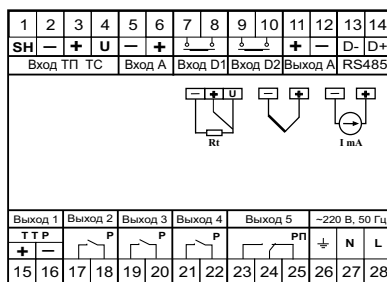 1 2 3 4 5 6 7 8 9 10 11 12 13 14
SH − + U − + + − D- D+
Вход ТП ТС Вход А Вход D1 Вход D2 Выход А RS485
− + U − + − +
Rt I mA
Выход 1 Выход 2 Выход 3 Выход 4 Выход 5 ~220 В, 50 Гц
Т Т Р Р Р Р РП N L
+ −
15 16 17 18 19 20 21 22 23 24 25 26 27 28